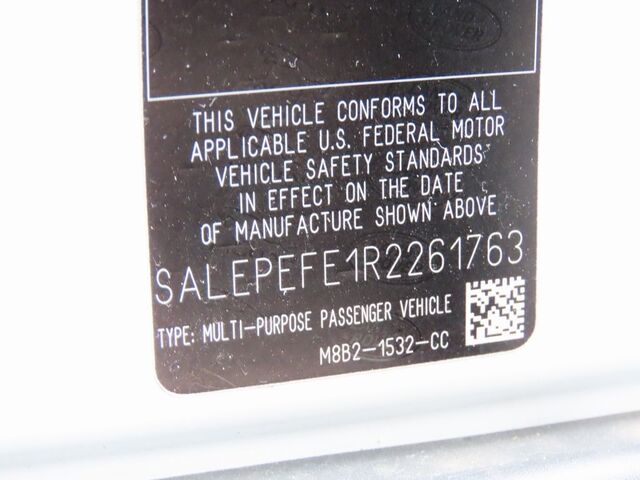 THIS VEHICLE CONFORMS TO ALL
APPLICABLE U.S. FEDERAL MOTOR
VEHICLE SAFETY STANDARDS
IN EFFECT ON THE DATE
OF MANUFACTURE SHOWN ABOVE
SALEPEFE1R2261763
TYPE: MULTI-PURPOSE PASSENGER VEHICLE
M8B2-1532-CC